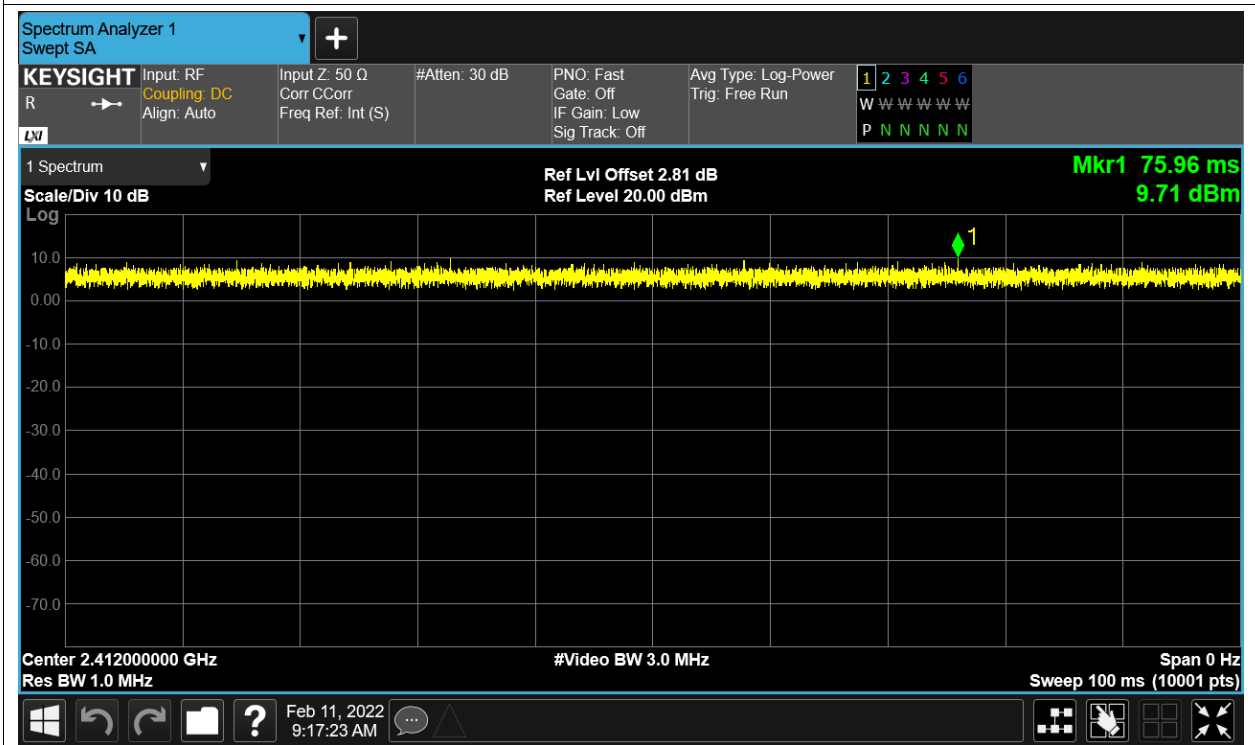 Spectrum Analyzer 1
Swept SA
KEYSIGHT
R
LXI
Input: RF
Coupling: DC
Align: Auto
Input Z: 50 Ω
Corr CCorr
Freq Ref: Int (S)
#Atten: 30 dB
PNO: Fast
Gate: Off
IF Gain: Low
Sig Track: Off
Avg Type: Log-Power
Trig: Free Run
1 2 3 4 5 6
W W W W W W
P N N N N N
1 Spectrum
Scale/Div 10 dB
Ref Lvl Offset 2.81 dB
Ref Level 20.00 dBm
Mkr1 75.96 ms
9.71 dBm
Log
1
10.0
0.00
-10.0
-20.0
-30.0
-40.0
-50.0
-60.0
-70.0
Center 2.412000000 GHz
Res BW 1.0 MHz
#Video BW 3.0 MHz
Span 0 Hz
Sweep 100 ms (10001 pts)
?
Feb 11, 2022
9:17:23 AM